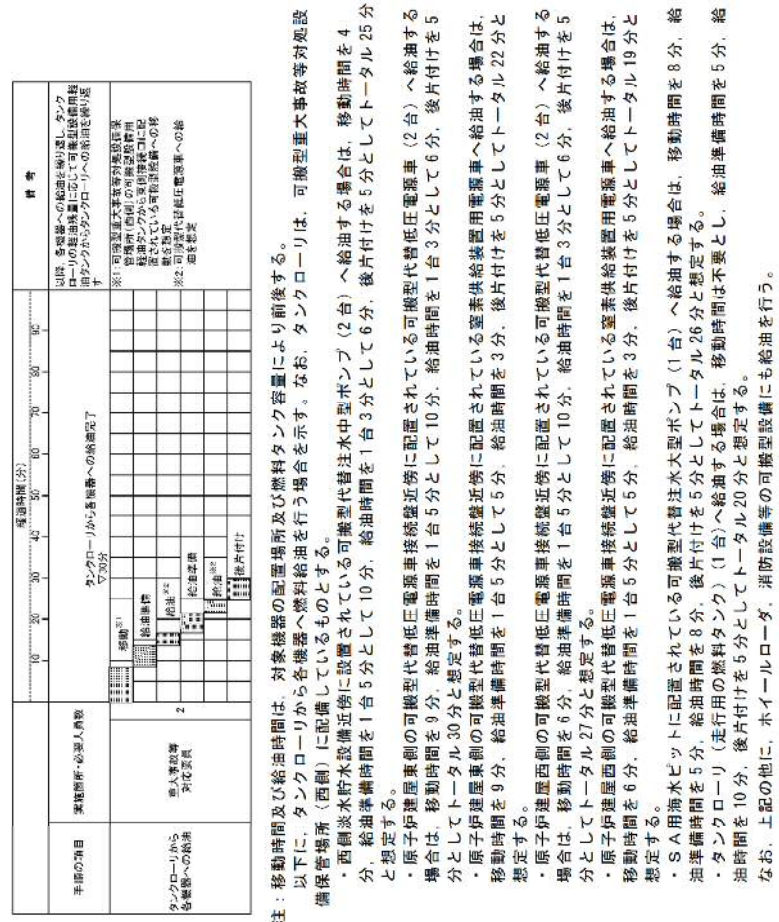 経過時間(分)
備 考
手順の項目
実施箇所・必要人員数
10
20
30
40
50
60
70
80
90
タンクローリから各機器への給油完了
▽30分
タンクローリから
各機器への給油
重大事故等
対応要員
2
移動※1
給油準備
給油※2
給油準備
給油※2
後片付け
以降,各機器への給油を繰り返し,タンク
ローリの軽油残量に応じて可搬型設備用軽
油タンクからタンクローリへの給油を繰り返
す
※1:可搬型重大事故等対処設備保
管場所(西側)の可搬型設備用
軽油タンクから東側接続口に配
置されている可搬型設備への移
動を想定
※2:可搬型代替低圧電源車への給
油を想定
注:移動時間及び給油時間は,対象機器の配置場所及び燃料タンク容量により前後する。
以下に,タンクローリから各機器へ燃料給油を行う場合を示す。なお,タンクローリは,可搬型重大事故等対処設
備保管場所(西側)に配備しているものとする。
・西側淡水貯水設備近傍に設置されている可搬型代替注水中型ポンプ(2台)へ給油する場合は,移動時間を4
分,給油準備時間を1台5分として10分,給油時間を1台3分として6分,後片付けを5分としてトータル25分
と想定する。
・原子炉建屋東側の可搬型代替低圧電源車接続盤近傍に配置されている可搬型代替低圧電源車(2台)へ給油する
場合は,移動時間を9分,給油準備時間を1台5分として10分,給油時間を1台3分として6分,後片付けを5
分としてトータル30分と想定する。
・原子炉建屋東側の可搬型代替低圧電源車接続盤近傍に配置されている窒素供給装置用電源車へ給油する場合は,
移動時間を9分,給油準備時間を1台5分として5分,給油時間を3分,後片付けを5分としてトータル22分と
想定する。
・原子炉建屋西側の可搬型代替低圧電源車接続盤近傍に配置されている可搬型代替低圧電源車(2台)へ給油する
場合は,移動時間を6分,給油準備時間を1台5分として10分,給油時間を1台3分として6分,後片付けを5
分としてトータル27分と想定する。
・原子炉建屋西側の可搬型代替低圧電源車接続盤近傍に配置されている窒素供給装置用電源車へ給油する場合は,
移動時間を6分,給油準備時間を1台5分として5分,給油時間を3分,後片付けを5分としてトータル19分と
想定する。
・SA用海水ピットに配置されている可搬型代替注水大型ポンプ(1台)へ給油する場合は,移動時間を8分,給
油準備時間を5分,給油時間を8分,後片付けを5分としてトータル26分と想定する。
・タンクローリ(走行用の燃料タンク)(1台)へ給油する場合は,移動時間は不要とし,給油準備時間を5分,給
油時間を10分,後片付けを5分としてトータル20分と想定する。
なお,上記の他に,ホイールローダ,消防設備等の可搬型設備にも給油を行う。